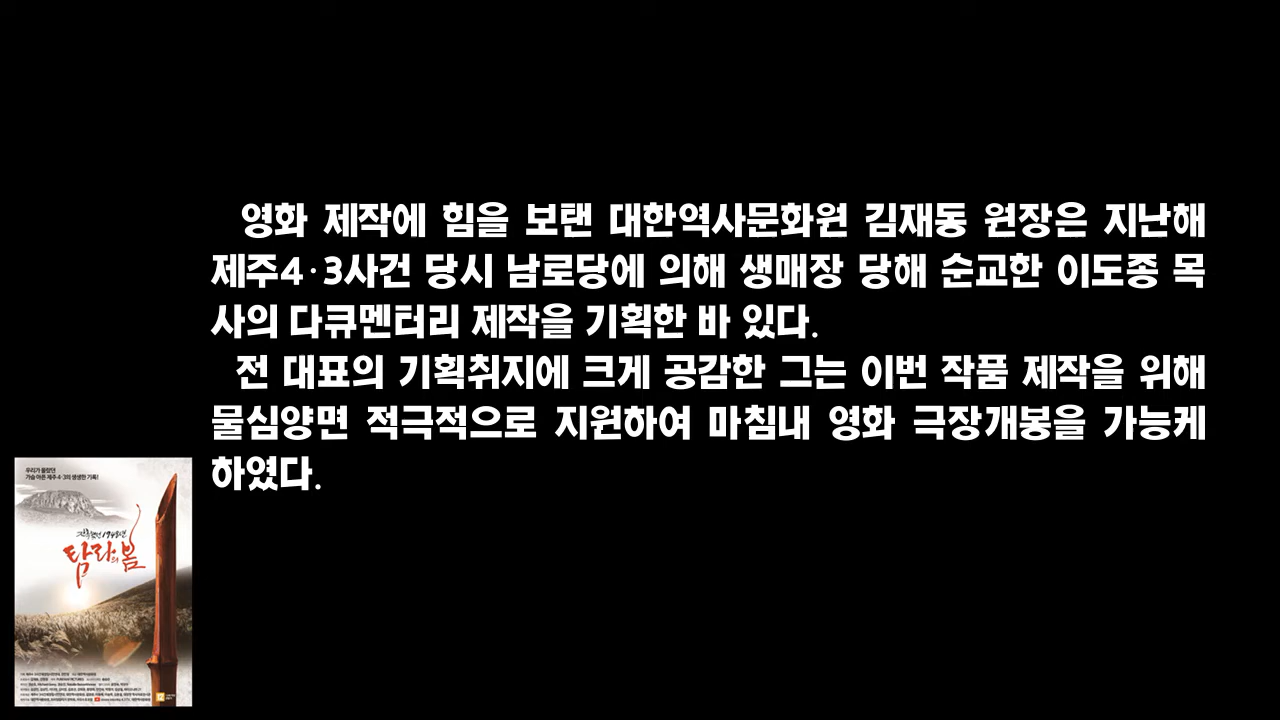 영화 제작에 힘을 보탠 대한역사문화원 김재동 원장은 지난해
제주4·3사건 당시 남로당에 의해 생매장 당해 순교한 이도종 목
사의 다큐멘터리 제작을 기획한 바 있다.
전 대표의 기획취지에 크게 공감한 그는 이번 작품 제작을 위해
물심양면 적극적으로 지원하여 마침내 영화 극장개봉을 가능케
하였다.
우리가 몰랐던
가슴 아픈 제주 4·3의 생생한 기록!
탐라의 봄
12